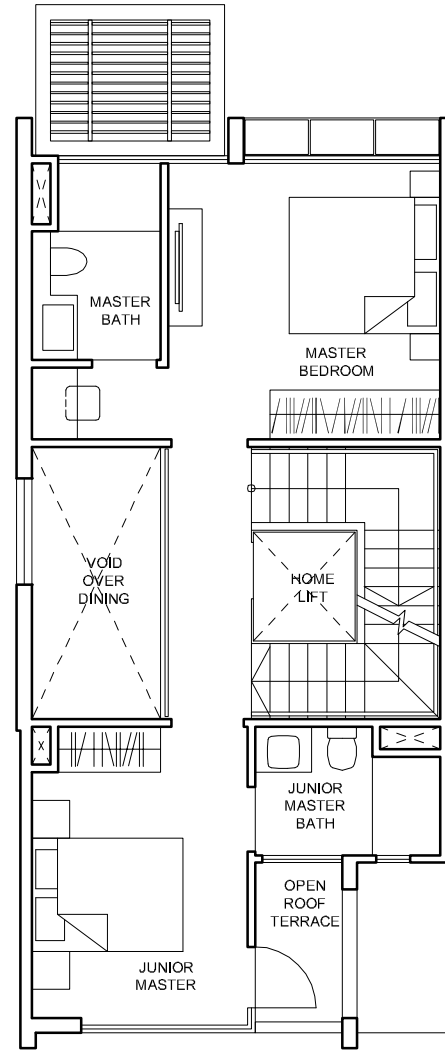 MASTER
BATH
MASTER
BEDROOM
VOID
OVER
DINING
HOME
LIFT
JUNIOR
MASTER
BATH
OPEN
ROOF
TERRACE
JUNIOR
MASTER